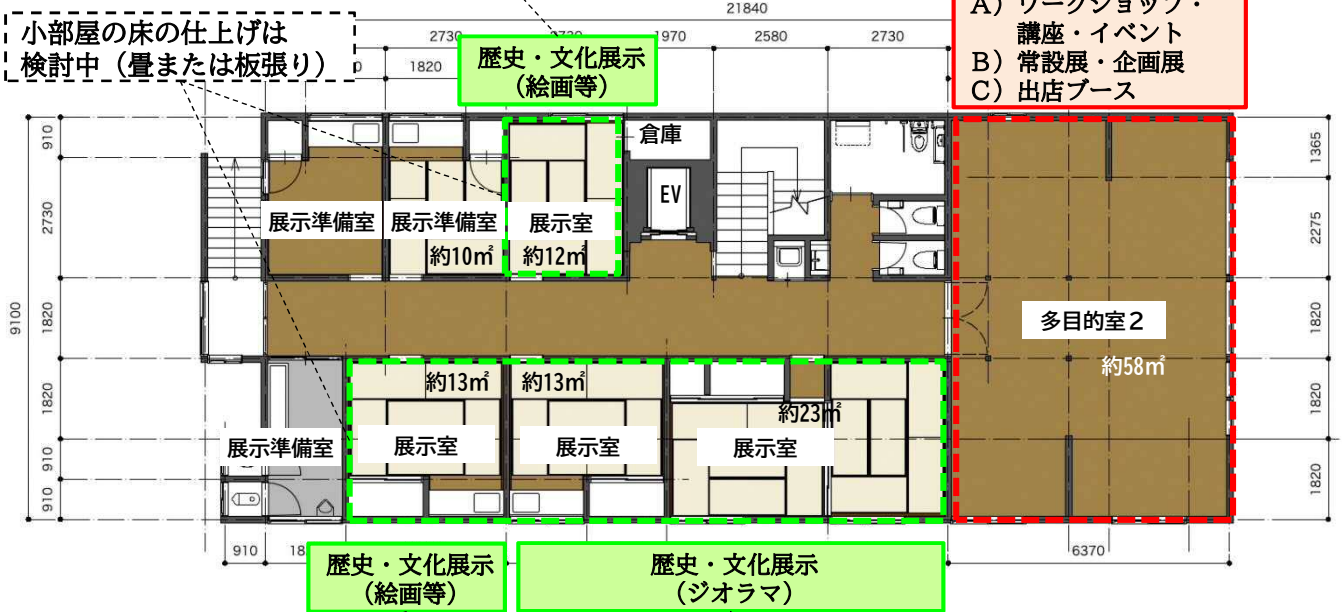 21840
A）ワークショップ・
講座・イベント
B）常設展・企画展
C）出店ブース
小部屋の床の仕上げは
検討中（畳または板張り）
2730
1970
2580
2730
1820
歴史・文化展示
（絵画等）
910
2730
1820
9100
1820
910
910
1365
2275
1820
1820
1820
倉庫
EV
展示準備室
展示準備室
約10㎡
展示室
約12㎡
多目的室２
約58㎡
約13㎡
約13㎡
約23㎡
展示準備室
展示室
展示室
展示室
910
6370
歴史・文化展示
（絵画等）
歴史・文化展示
（ジオラマ）